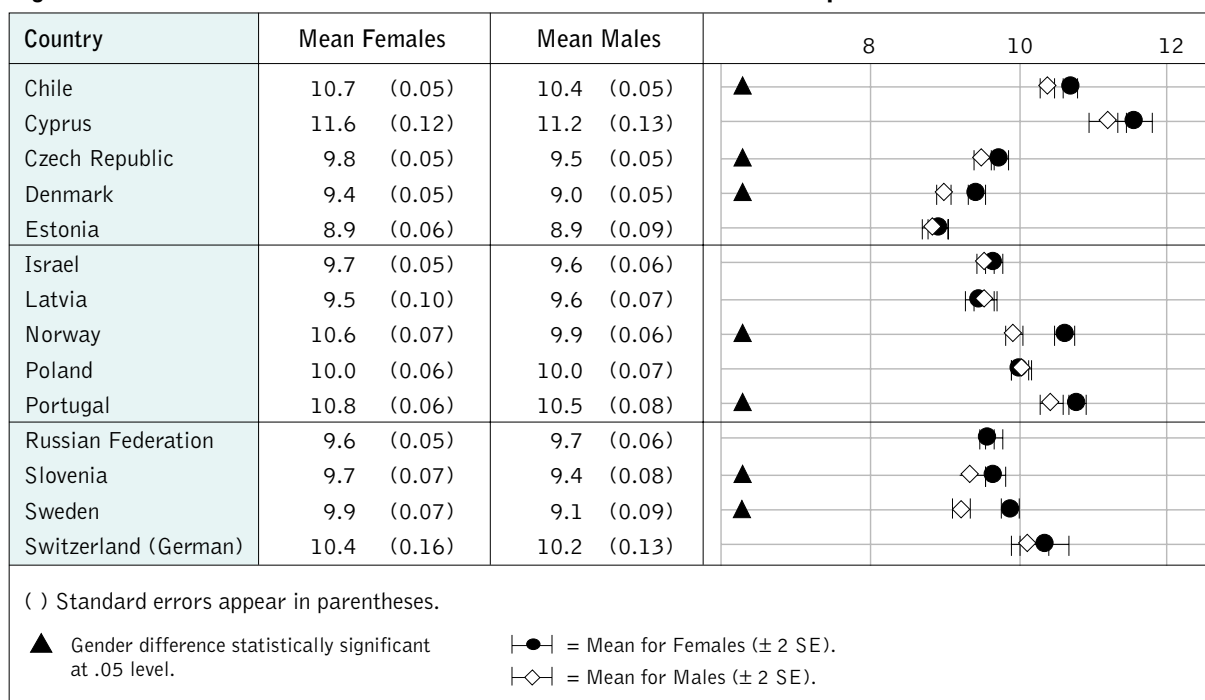 Country Mean Females Mean Males 8 10 12
Chile 10.7 (0.05) 10.4 (0.05)
Cyprus 11.6 (0.12) 11.2 (0.13)
Czech Republic 9.8 (0.05) 9.5 (0.05)
Denmark 9.4 (0.05) 9.0 (0.05)
Estonia 8.9 (0.06) 8.9 (0.09)
Israel 9.7 (0.05) 9.6 (0.06)
Latvia 9.5 (0.10) 9.6 (0.07)
Norway 10.6 (0.07) 9.9 (0.06)
Poland 10.0 (0.06) 10.0 (0.07)
Portugal 10.8 (0.06) 10.5 (0.08)
Russian Federation 9.6 (0.05) 9.7 (0.06)
Slovenia 9.7 (0.07) 9.4 (0.08)
Sweden 9.9 (0.07) 9.1 (0.09)
Switzerland (German) 10.4 (0.16) 10.2 (0.13)
( ) Standard errors appear in parentheses.
▲ Gender difference statistically significant
at .05 level.
= Mean for Females (± 2 SE).
= Mean for Males (± 2 SE).